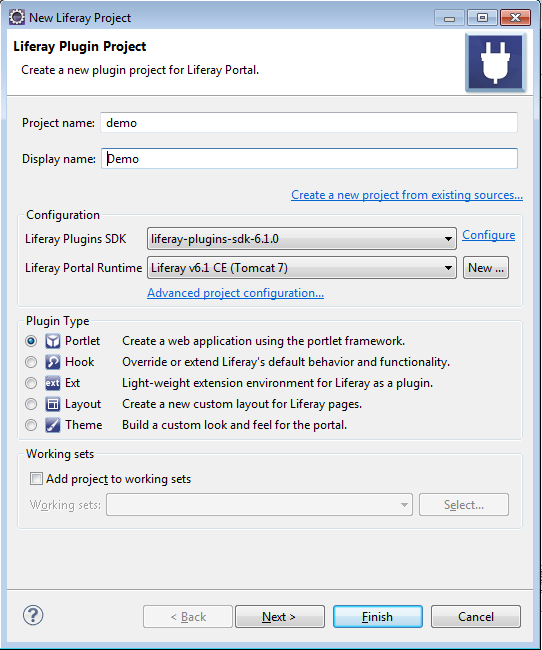 New Liferay Project
Liferay Plugin Project
Create a new plugin project for Liferay Portal.
Project name: demo
Display name: Demo
Create a new project from existing sources...
Configuration
Liferay Plugins SDK liferay-plugins-sdk-6.1.0 Configure
Liferay Portal Runtime Liferay v6.1 CE (Tomcat 7) New ...
Advanced project configuration...
Plugin Type
Portlet Create a web application using the portlet framework.
Hook Override or extend Liferay's default behavior and functionality.
ext Ext Light-weight extension environment for Liferay as a plugin.
Layout Create a new custom layout for Liferay pages.
Theme Build a custom look and feel for the portal.
Working sets
Add project to working sets
Working sets: Select...
? < Back Next > Finish Cancel